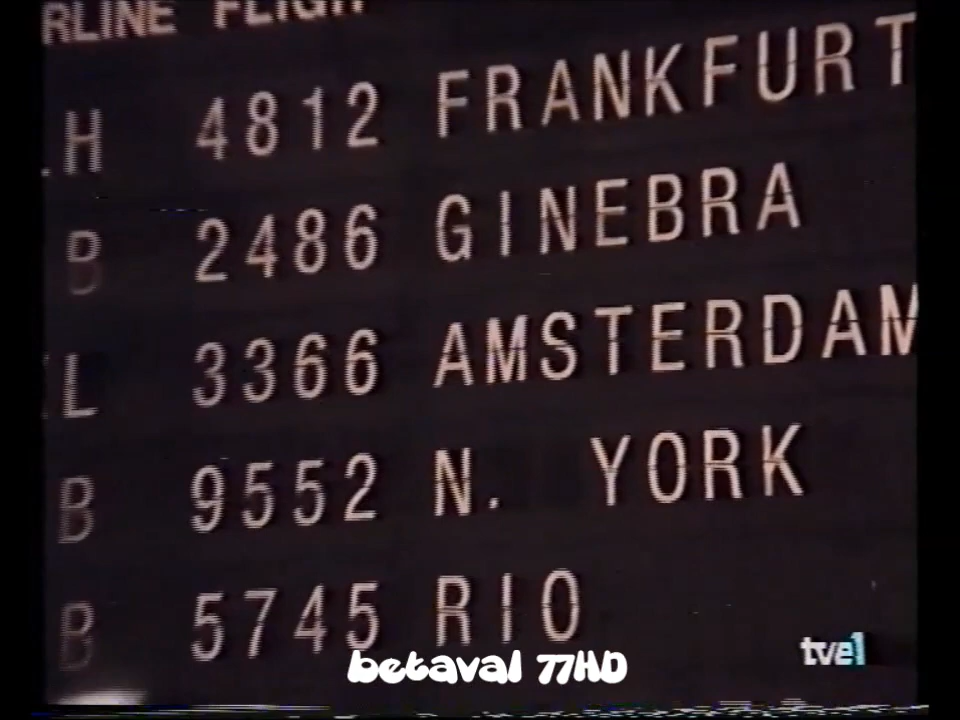 RLINE FLIGH
.H 4812 FRANKFURT
B 2486 GINEBRA
L 3366 AMSTERDAM
B 9552 N. YORK
B 5745 RIO
betaval 77HD
tve1